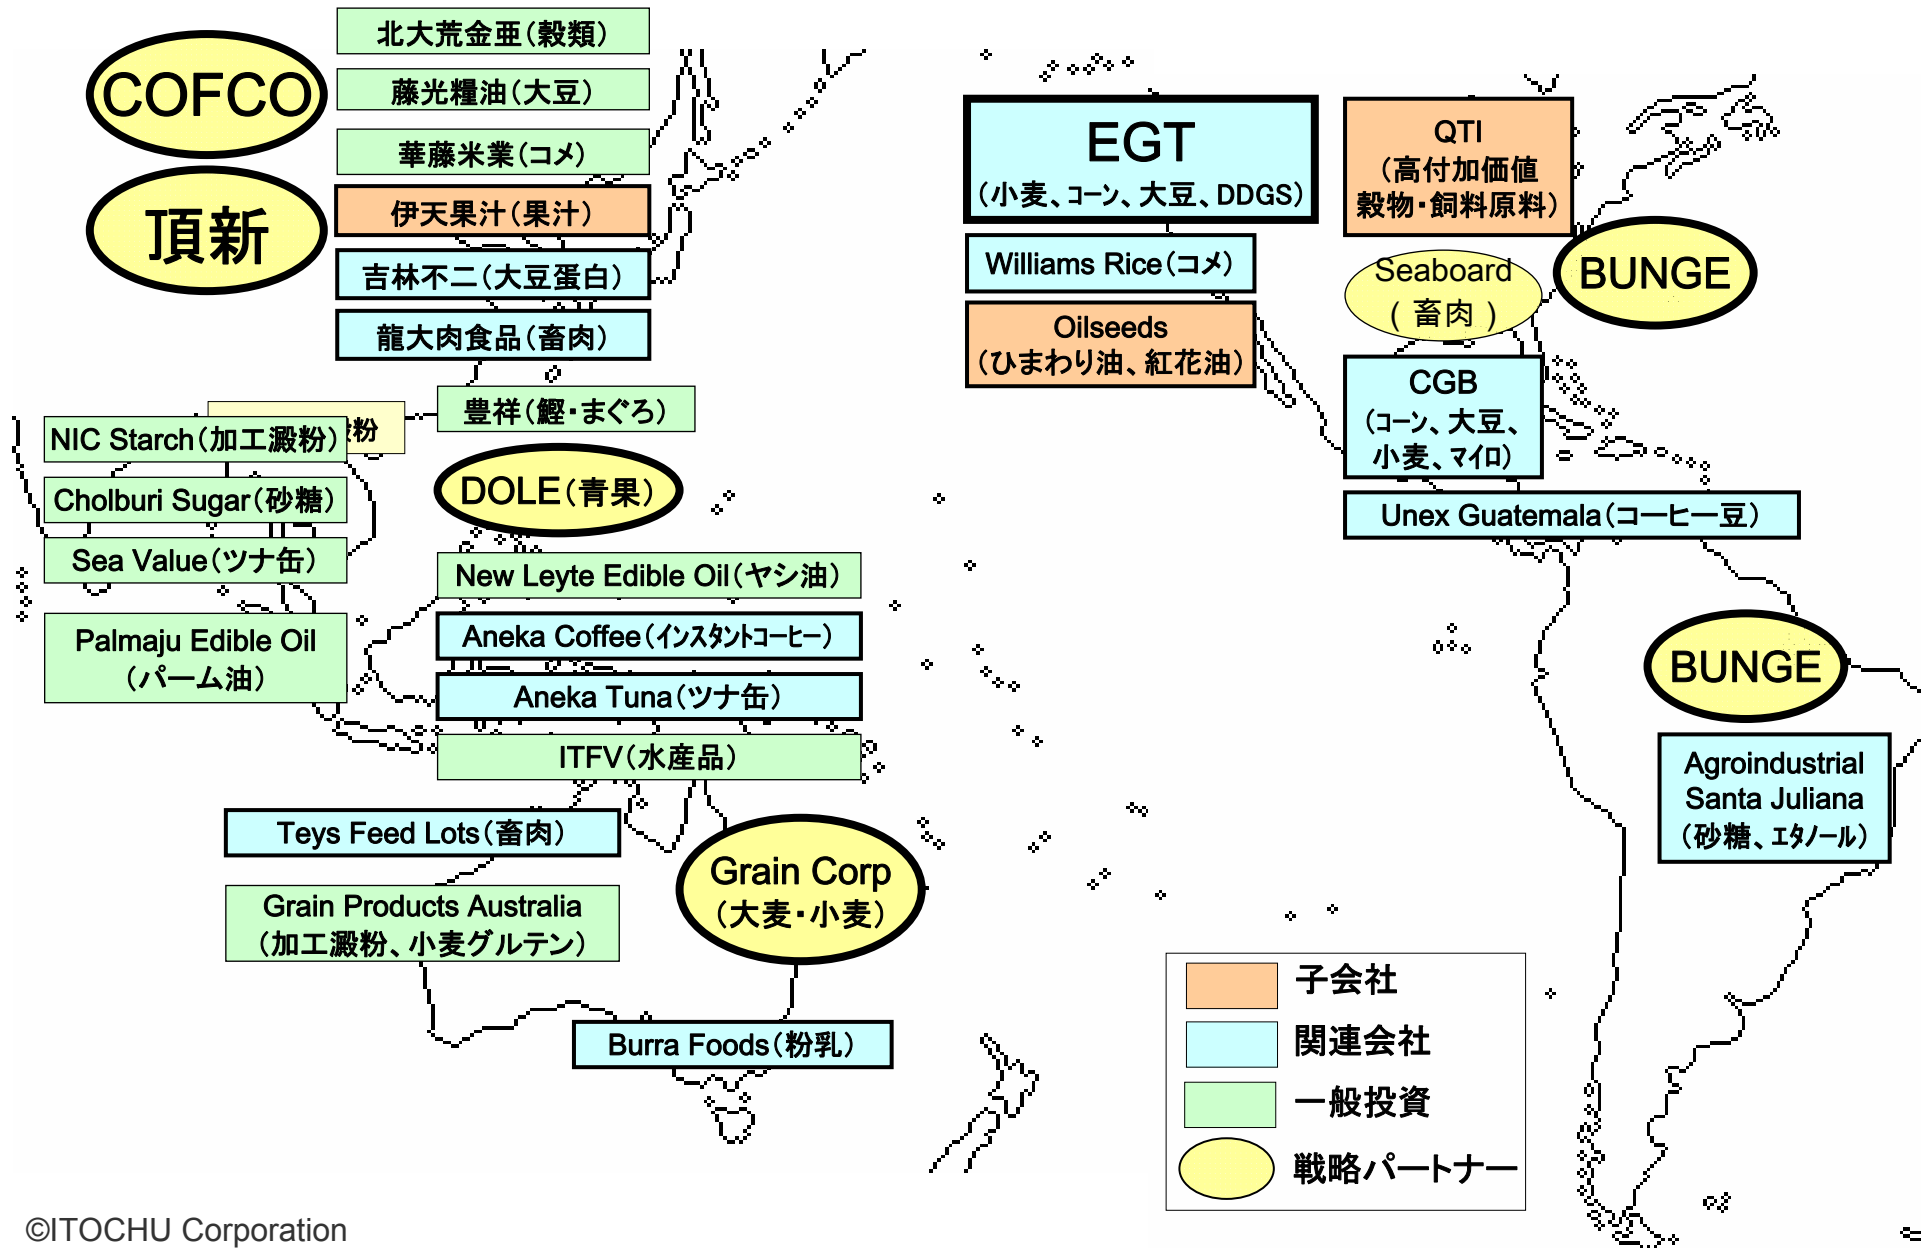 COFCO
頂新
北大荒金亜(穀類)
藤光糧油(大豆)
華藤米業(コメ)
伊天果汁(果汁)
吉林不二(大豆蛋白)
龍大肉食品(畜肉)
豊祥(鰹・まぐろ)
粉
NIC Starch(加工澱粉)
Cholburi Sugar(砂糖)
Sea Value(ツナ缶)
Palmaju Edible Oil
(パーム油)
DOLE(青果)
New Leyte Edible Oil(ヤシ油)
Aneka Coffee(インスタントコーヒー)
Aneka Tuna(ツナ缶)
ITFV(水産品)
Teys Feed Lots(畜肉)
Grain Products Australia
(加工澱粉、小麦グルテン)
Grain Corp
(大麦・小麦)
Burra Foods(粉乳)
EGT
(小麦、コーン、大豆、DDGS)
Williams Rice(コメ)
Oilseeds
(ひまわり油、紅花油)
QTI
(高付加価値
穀物・飼料原料)
Seaboard
(畜肉)
BUNGE
CGB
(コーン、大豆、
小麦、マイロ)
Unex Guatemala(コーヒー豆)
BUNGE
Agroindustrial
Santa Juliana
(砂糖、エタノール)
子会社
関連会社
一般投資
戦略パートナー
©ITOCHU Corporation